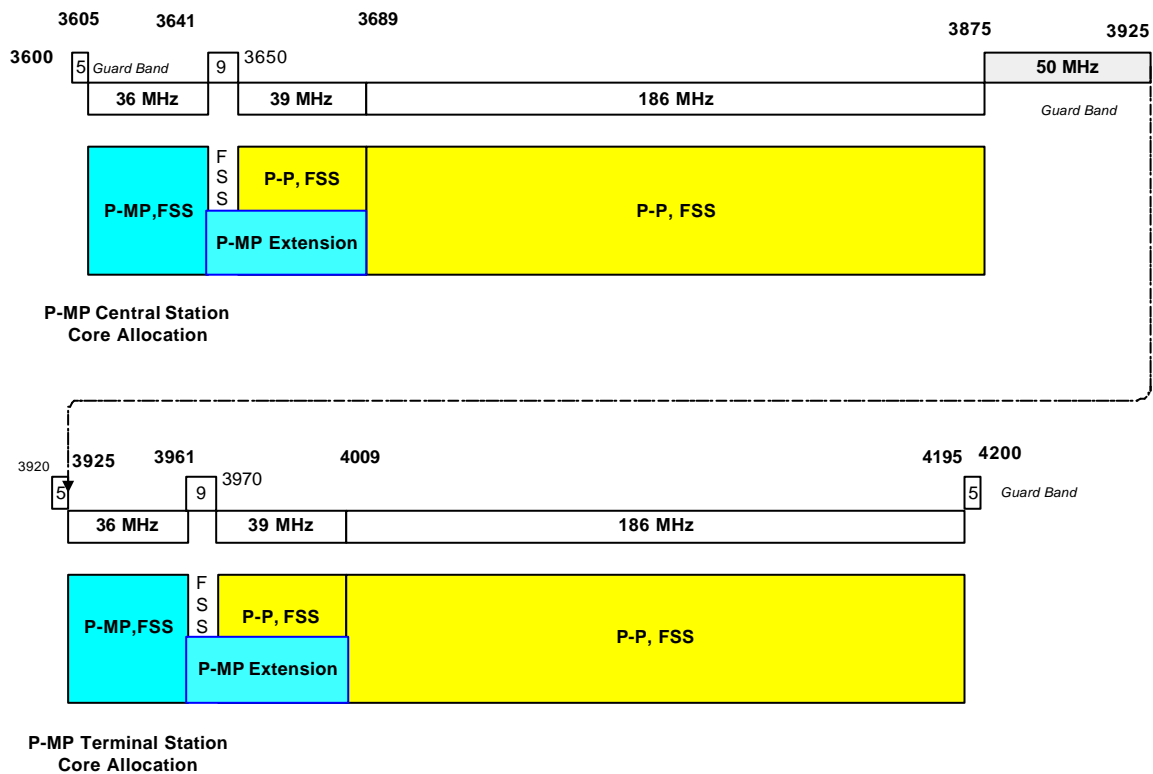 3605 3641 3689 3875 3925
3600 5 Guard Band 9 3650 50 MHz
36 MHz 39 MHz 186 MHz Guard Band
P-MP,FSS
FSS
P-P, FSS
P-MP Extension
P-P, FSS
P-MP Central Station
Core Allocation
3920 3925 3961 3970 4009 4195 4200
5 9 5 Guard Band
36 MHz 39 MHz 186 MHz
P-MP,FSS
FSS
P-P, FSS
P-MP Extension
P-P, FSS
P-MP Terminal Station
Core Allocation